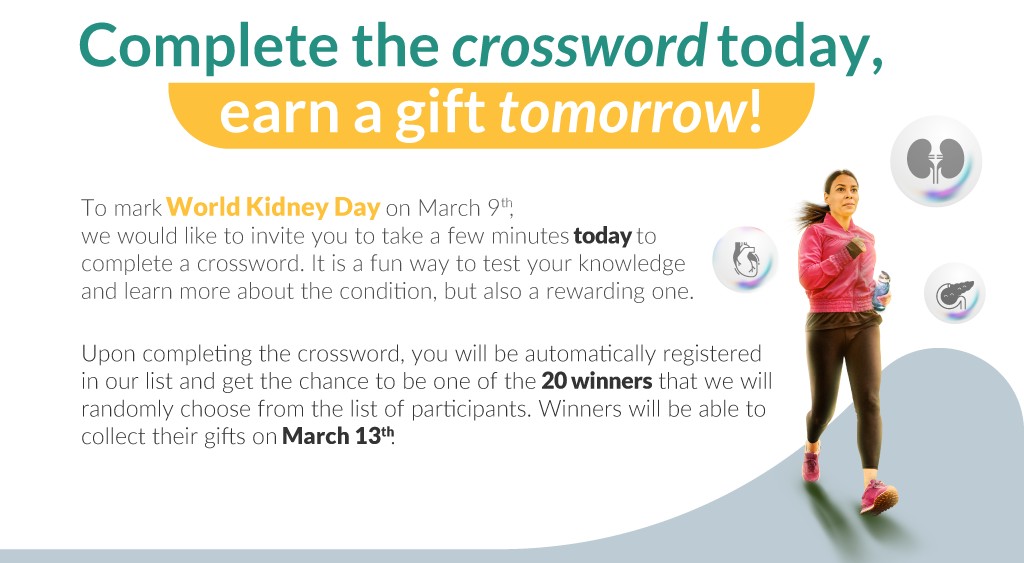 Complete the crossword today,
earn a gift tomorrow!
To mark World Kidney Day on March 9th,
we would like to invite you to take a few minutes today to
complete a crossword. It is a fun way to test your knowledge
and learn more about the condition, but also a rewarding one.
Upon completing the crossword, you will be automatically registered
in our list and get the chance to be one of the 20 winners that we will
randomly choose from the list of participants. Winners will be able to
collect their gifts on March 13th.